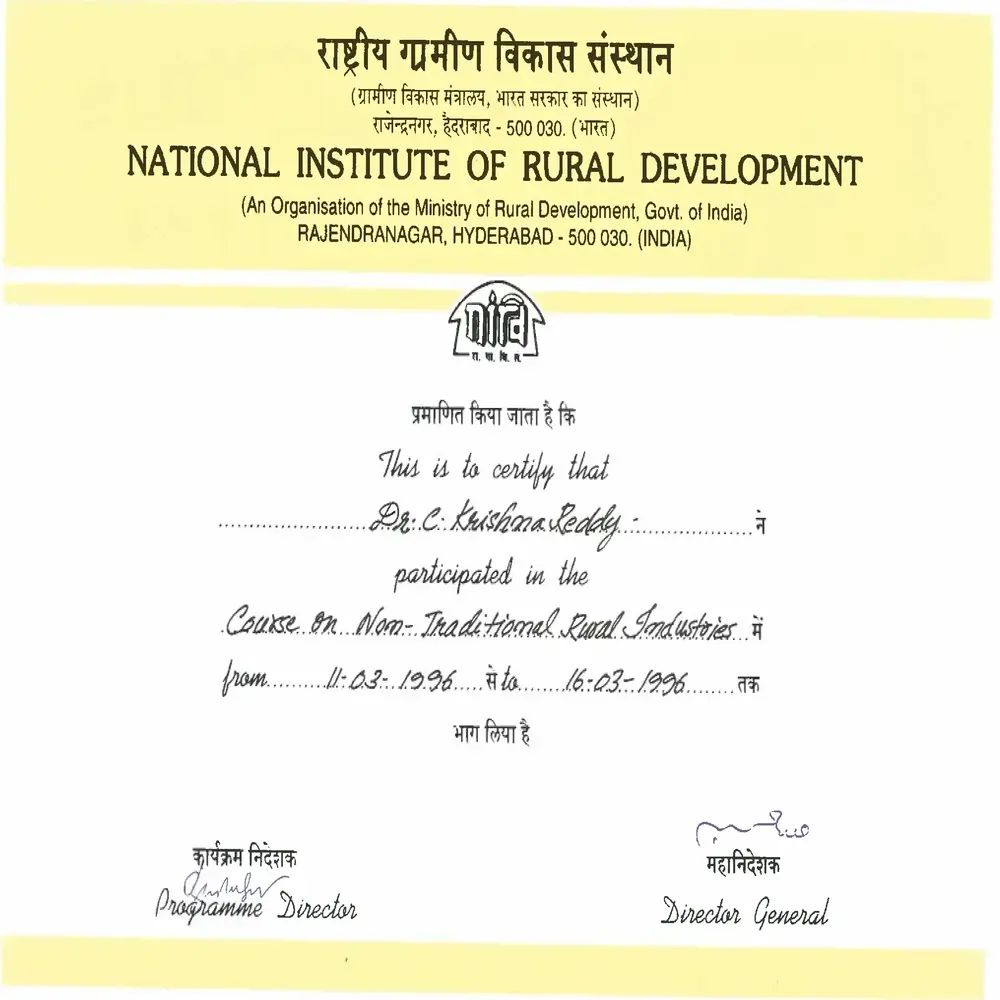 राष्ट्रीय ग्रामीण विकास संस्थान
(ग्रामीण विकास मंत्रालय, भारत सरकार का संस्थान)
राजेन्द्रनगर, हैदराबाद - 500 030. (भारत)
NATIONAL INSTITUTE OF RURAL DEVELOPMENT
(An Organisation of the Ministry of Rural Development, Govt. of India)
RAJENDRANAGAR, HYDERABAD - 500 030. (INDIA)
रा. ग्रा. वि. सं.
प्रमाणित किया जाता है कि
This is to certify that
Dr. C. Krishna Reddy - ने
participated in the
Course on Non-Traditional Rural Industries में
from 11-03-1996 से to 16-03-1996 तक
भाग लिया है
कार्यक्रम निदेशक
Programme Director
महानिदेशक
Director General